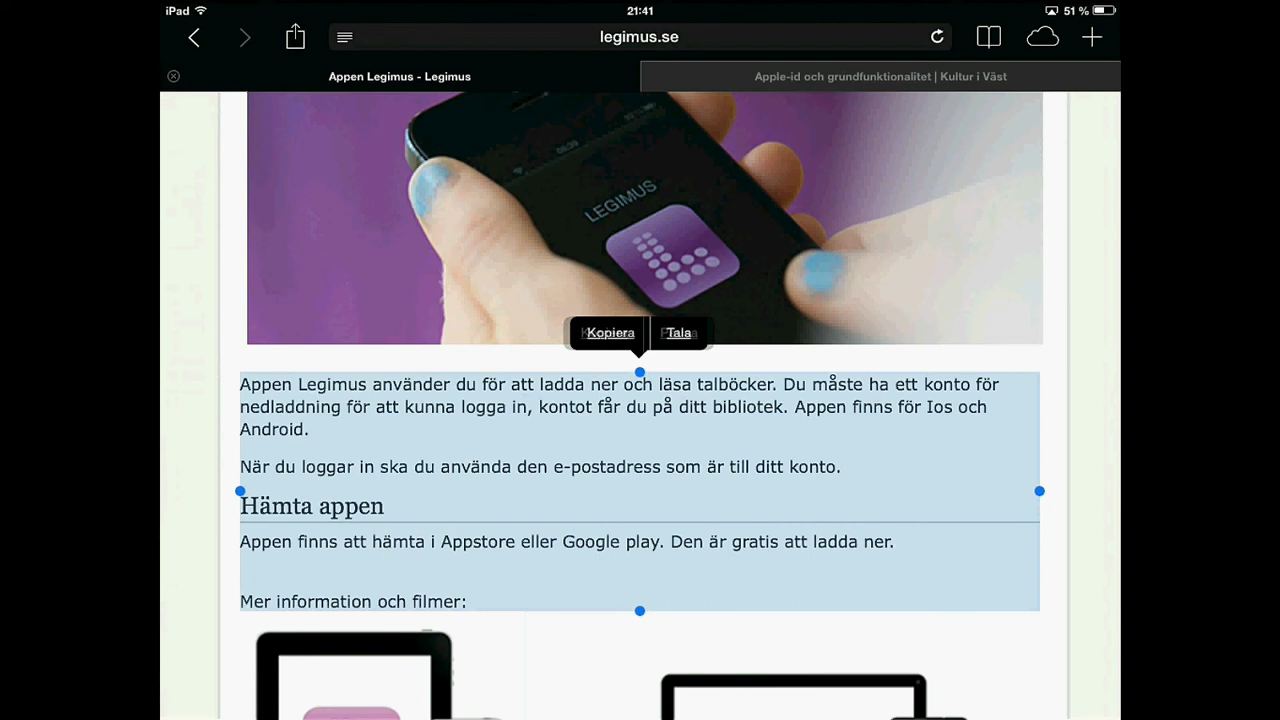 iPad 21:41 51 %
legimus.se
Appen Legimus - Legimus
Apple-id och grundfunktionalitet | Kultur i Väst
LEGIMUS
Kopiera Tala
Appen Legimus använder du för att ladda ner och läsa talböcker. Du måste ha ett konto för
nedladdning för att kunna logga in, kontot får du på ditt bibliotek. Appen finns för Ios och
Android.
När du loggar in ska du använda den e-postadress som är till ditt konto.
Hämta appen
Appen finns att hämta i Appstore eller Google play. Den är gratis att ladda ner.
Mer information och filmer: